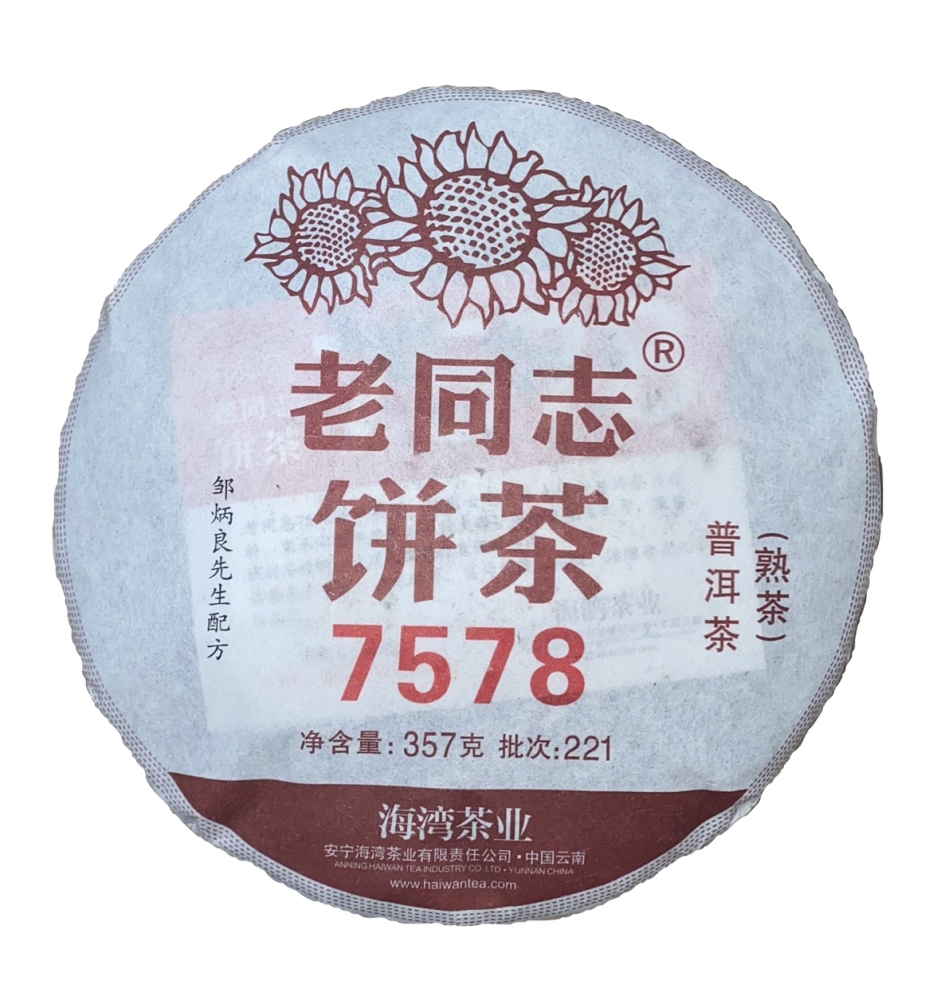 老同志®
饼茶
7578
邹炳良先生配方
普洱茶
(熟茶)
净含量: 357克 批次:221
海湾茶业
安宁海湾茶业有限责任公司·中国云南
ANNING HAIWAN TEA INDUSTRY CO. LTD·YUNNAN CHINA
www.haiwantea.com